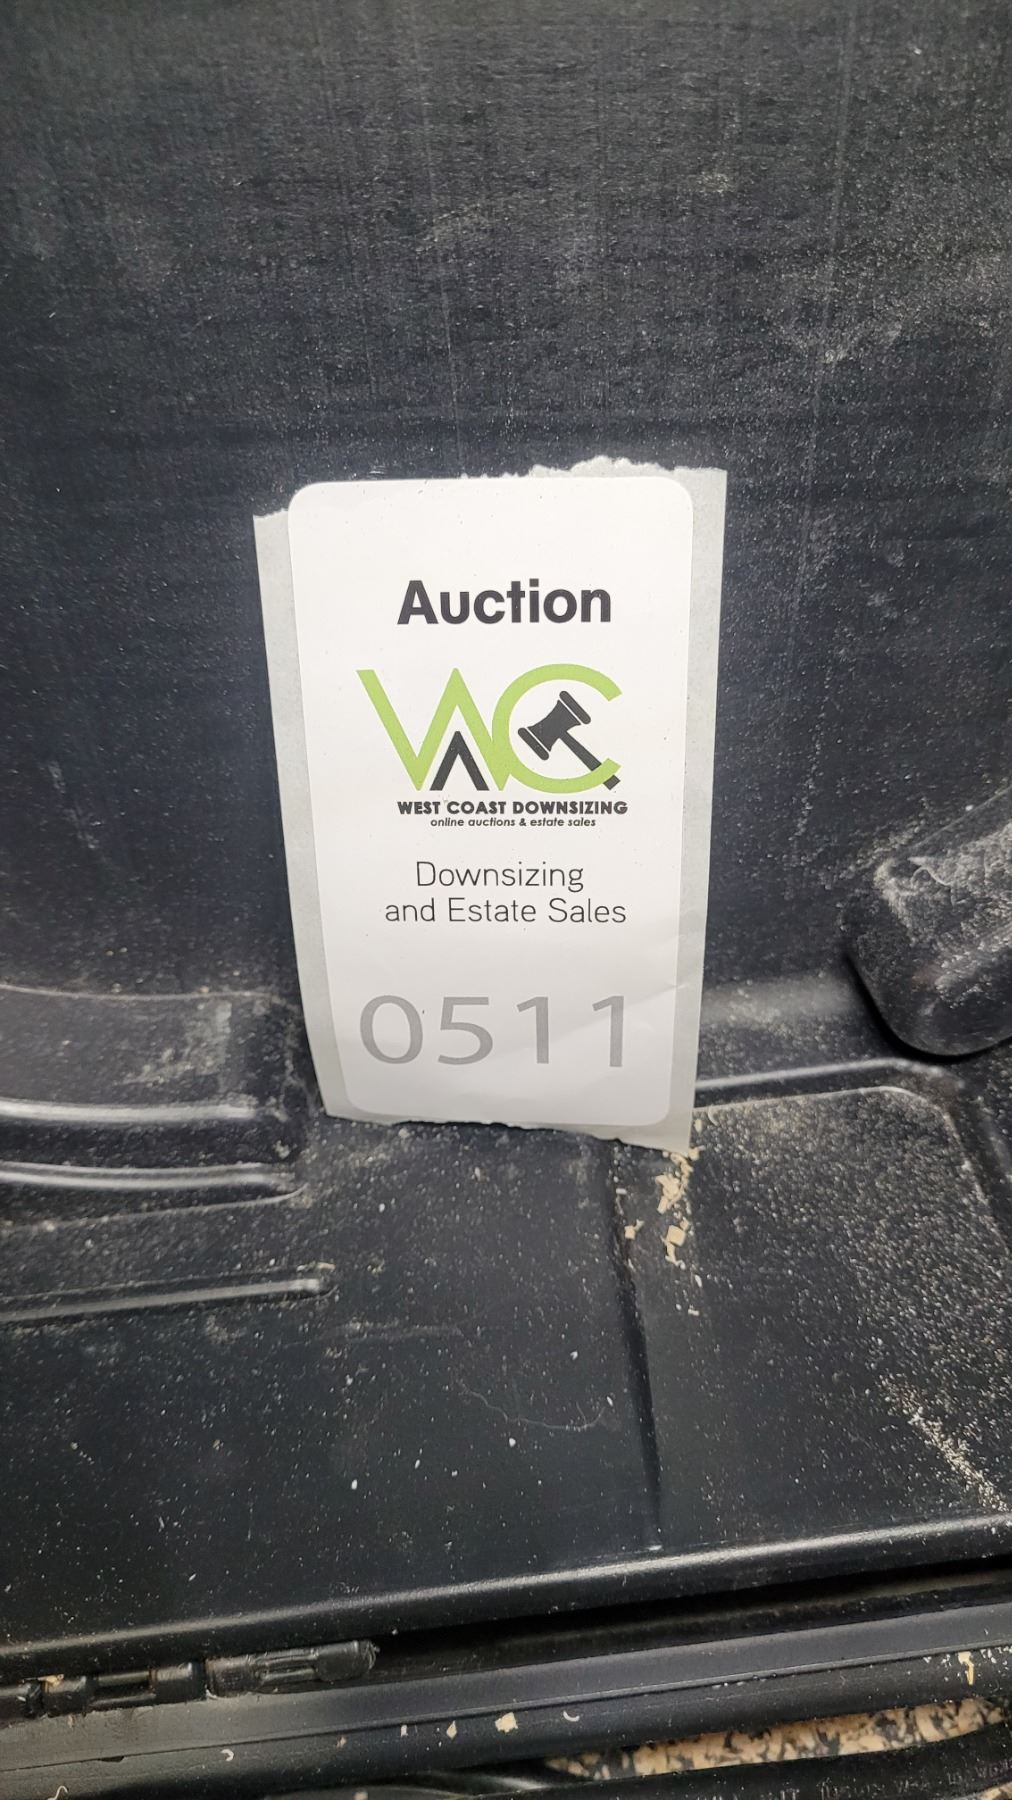 Auction
WC
WEST COAST DOWNSIZING
online auctions & estate sales
Downsizing
and Estate Sales
0511